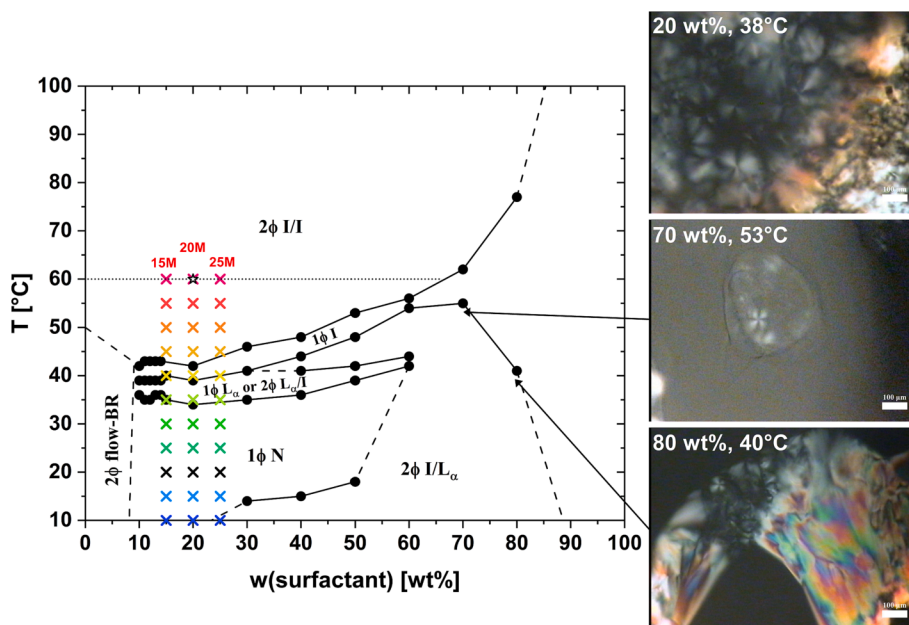 20 wt%, 38°C
100 µm
100
90
80
70
60
50
40
30
20
10
T [°C]
2ϕ I/I
15M
20M
25M
1ϕ I
1ϕ Lα or 2ϕ Lα/I
2ϕ flow-BR
1ϕ N
2ϕ I/Lα
0
10
20
30
40
50
60
70
80
90
100
w(surfactant) [wt%]
70 wt%, 53°C
100 µm
80 wt%, 40°C
100 µm